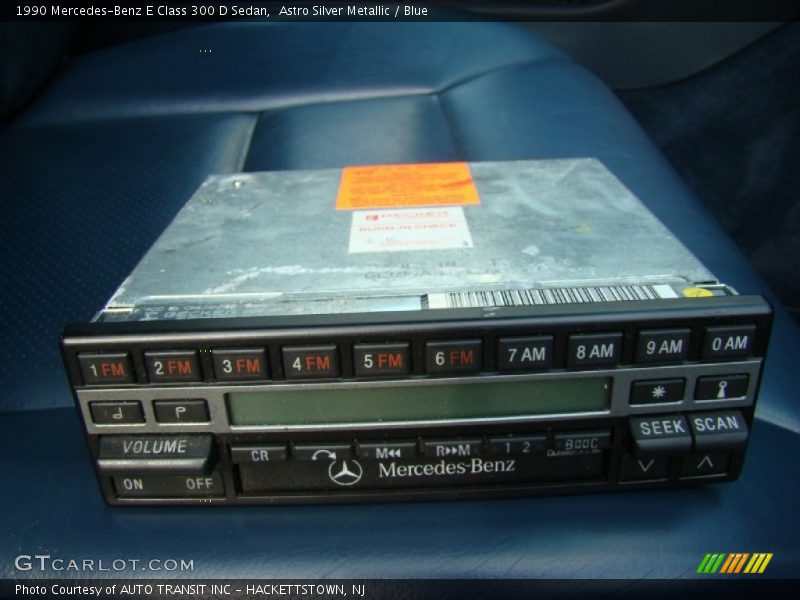 1990 Mercedes-Benz E Class 300 D Sedan,  Astro Silver Metallic / Blue
BECKER
BURN-IN CHECK
1 FM 2 FM 3 FM 4 FM 5 FM 6 FM 7 AM 8 AM 9 AM 0 AM
P
VOLUME CR M◂◂ R▸▸M 1 2 SEEK SCAN
Mercedes-Benz
ON OFF
GTCARLOT.COM
Photo Courtesy of AUTO TRANSIT INC - HACKETTSTOWN, NJ